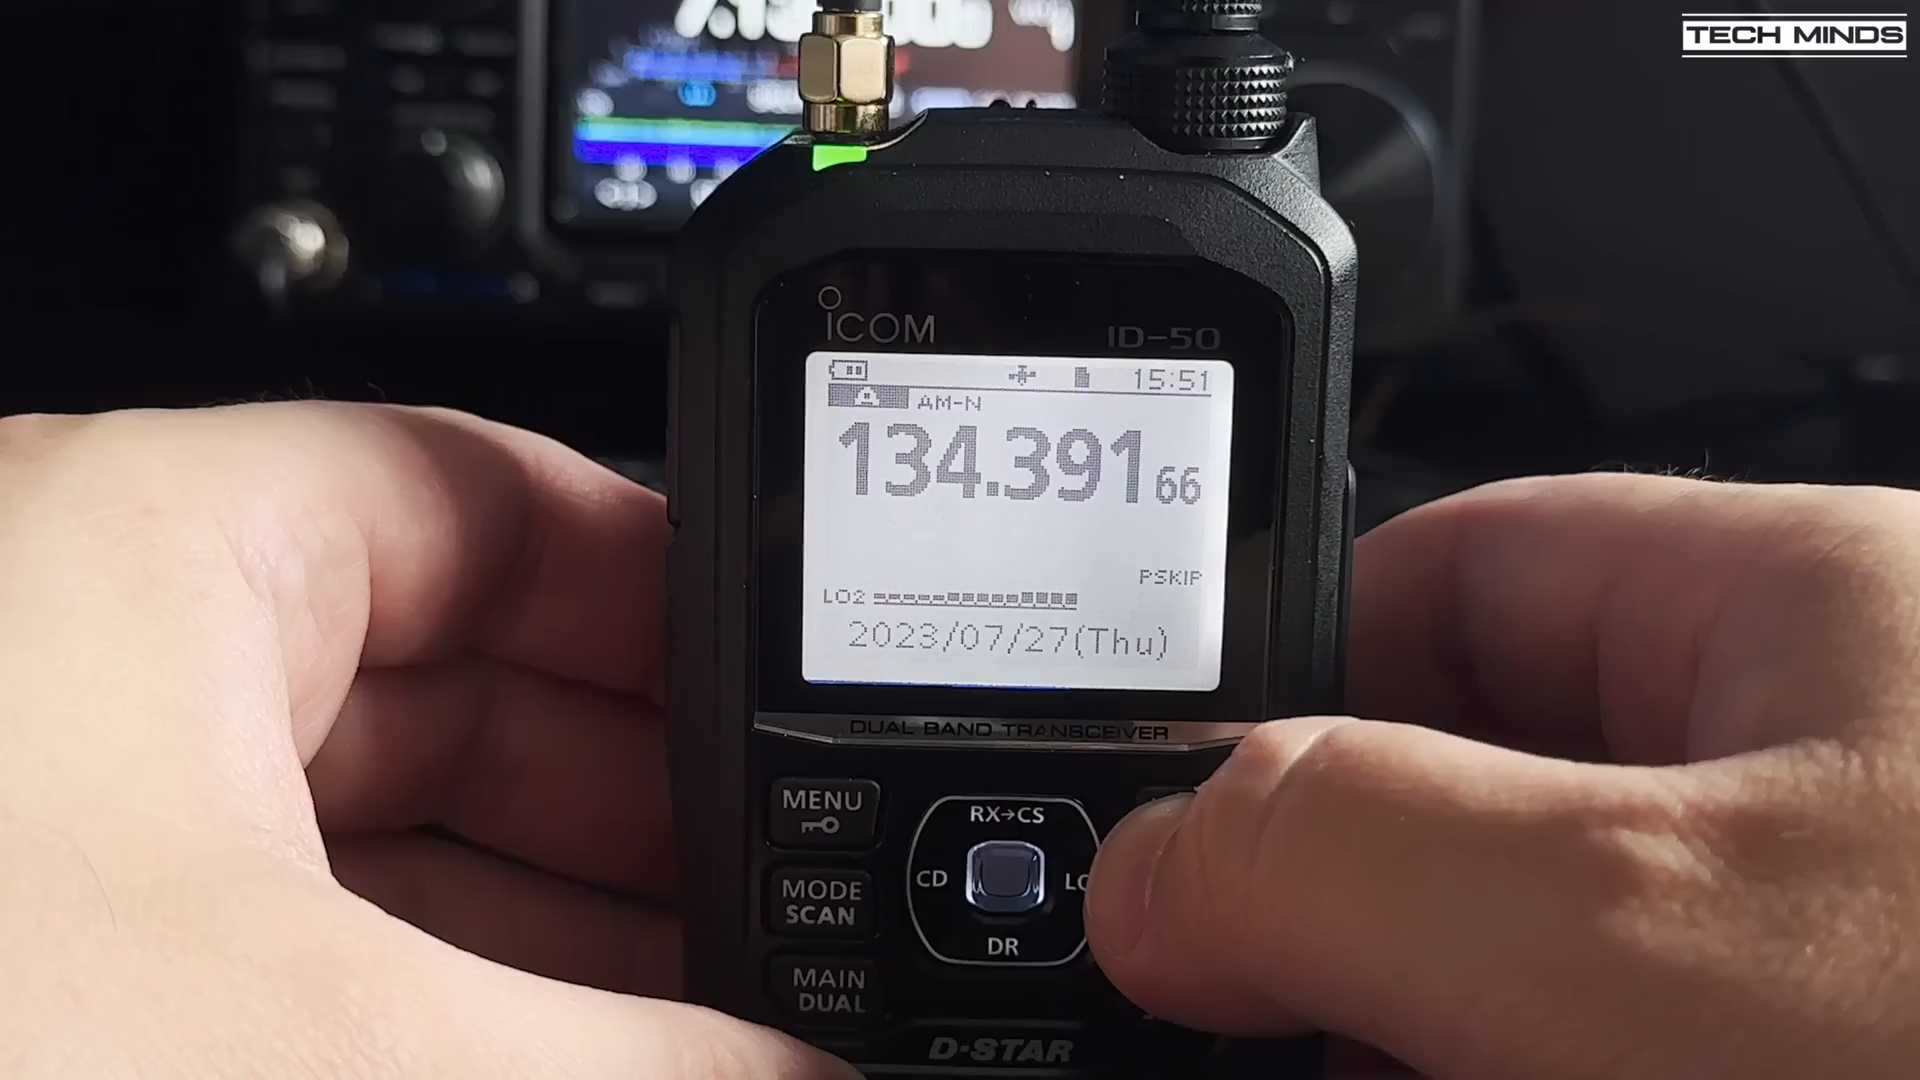 TECH MINDS
ICOM
ID-50
15:51
AM-N
134.391 66
PSKIP
LO2
2023/07/27(Thu)
DUAL BAND TRANSCEIVER
MENU
RX→CS
CD
MODE
SCAN
DR
MAIN
DUAL
D-STAR